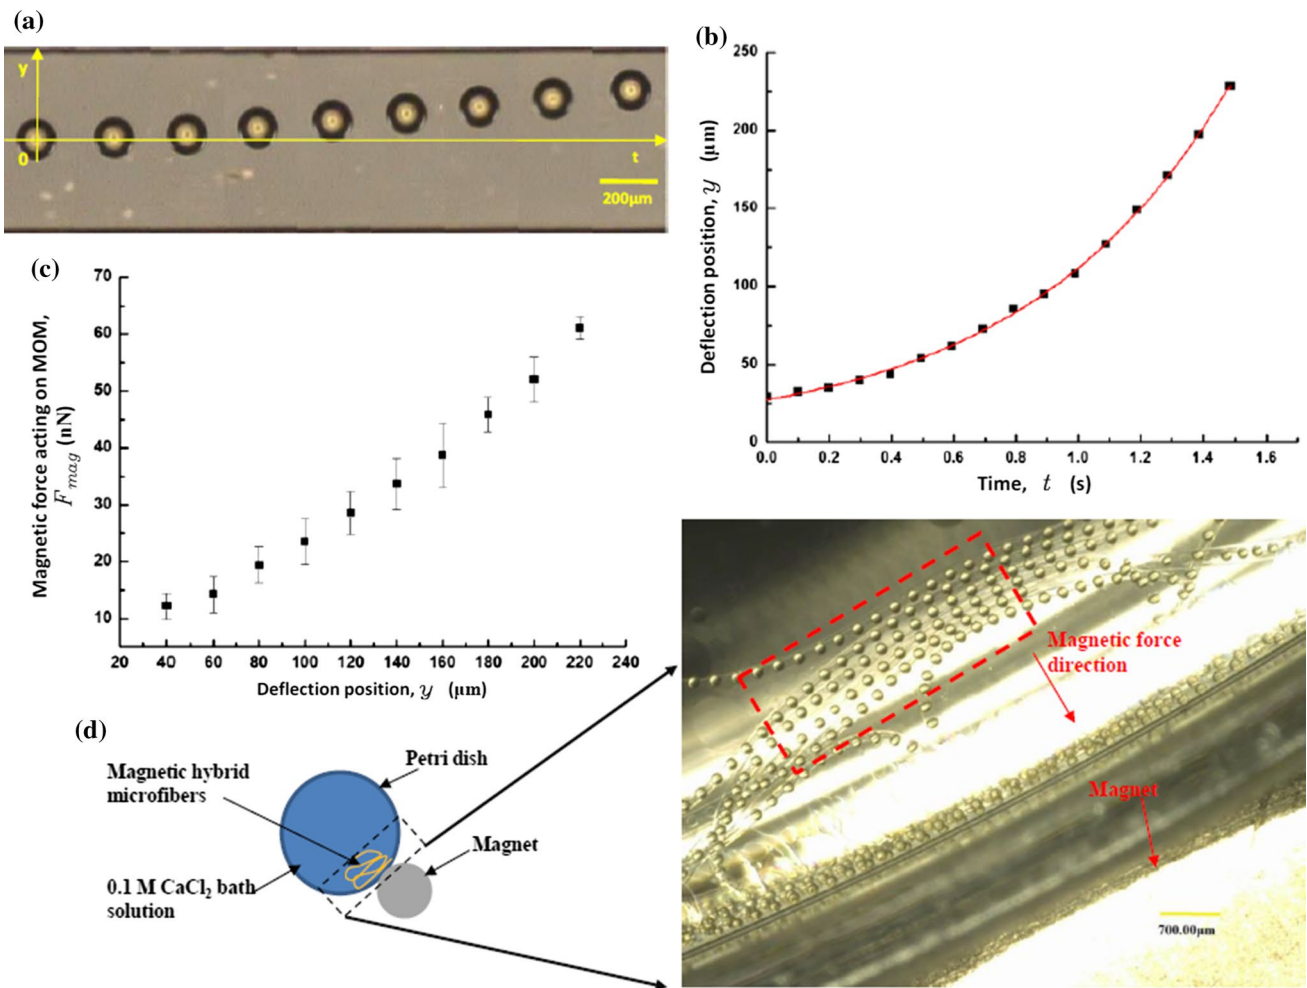 (a)
y
0
t
200μm
(b)
250
200
150
100
50
0
Deflection position, y (μm)
0.0 0.2 0.4 0.6 0.8 1.0 1.2 1.4 1.6
Time, t (s)
(c)
70
60
50
40
30
20
10
Magnetic force acting on MOM,
F mag (nN)
20 40 60 80 100 120 140 160 180 200 220 240
Deflection position, y (μm)
(d)
Petri dish
Magnetic hybrid
microfibers
Magnet
0.1 M CaCl₂ bath
solution
Magnetic force
direction
Magnet
700.00μm